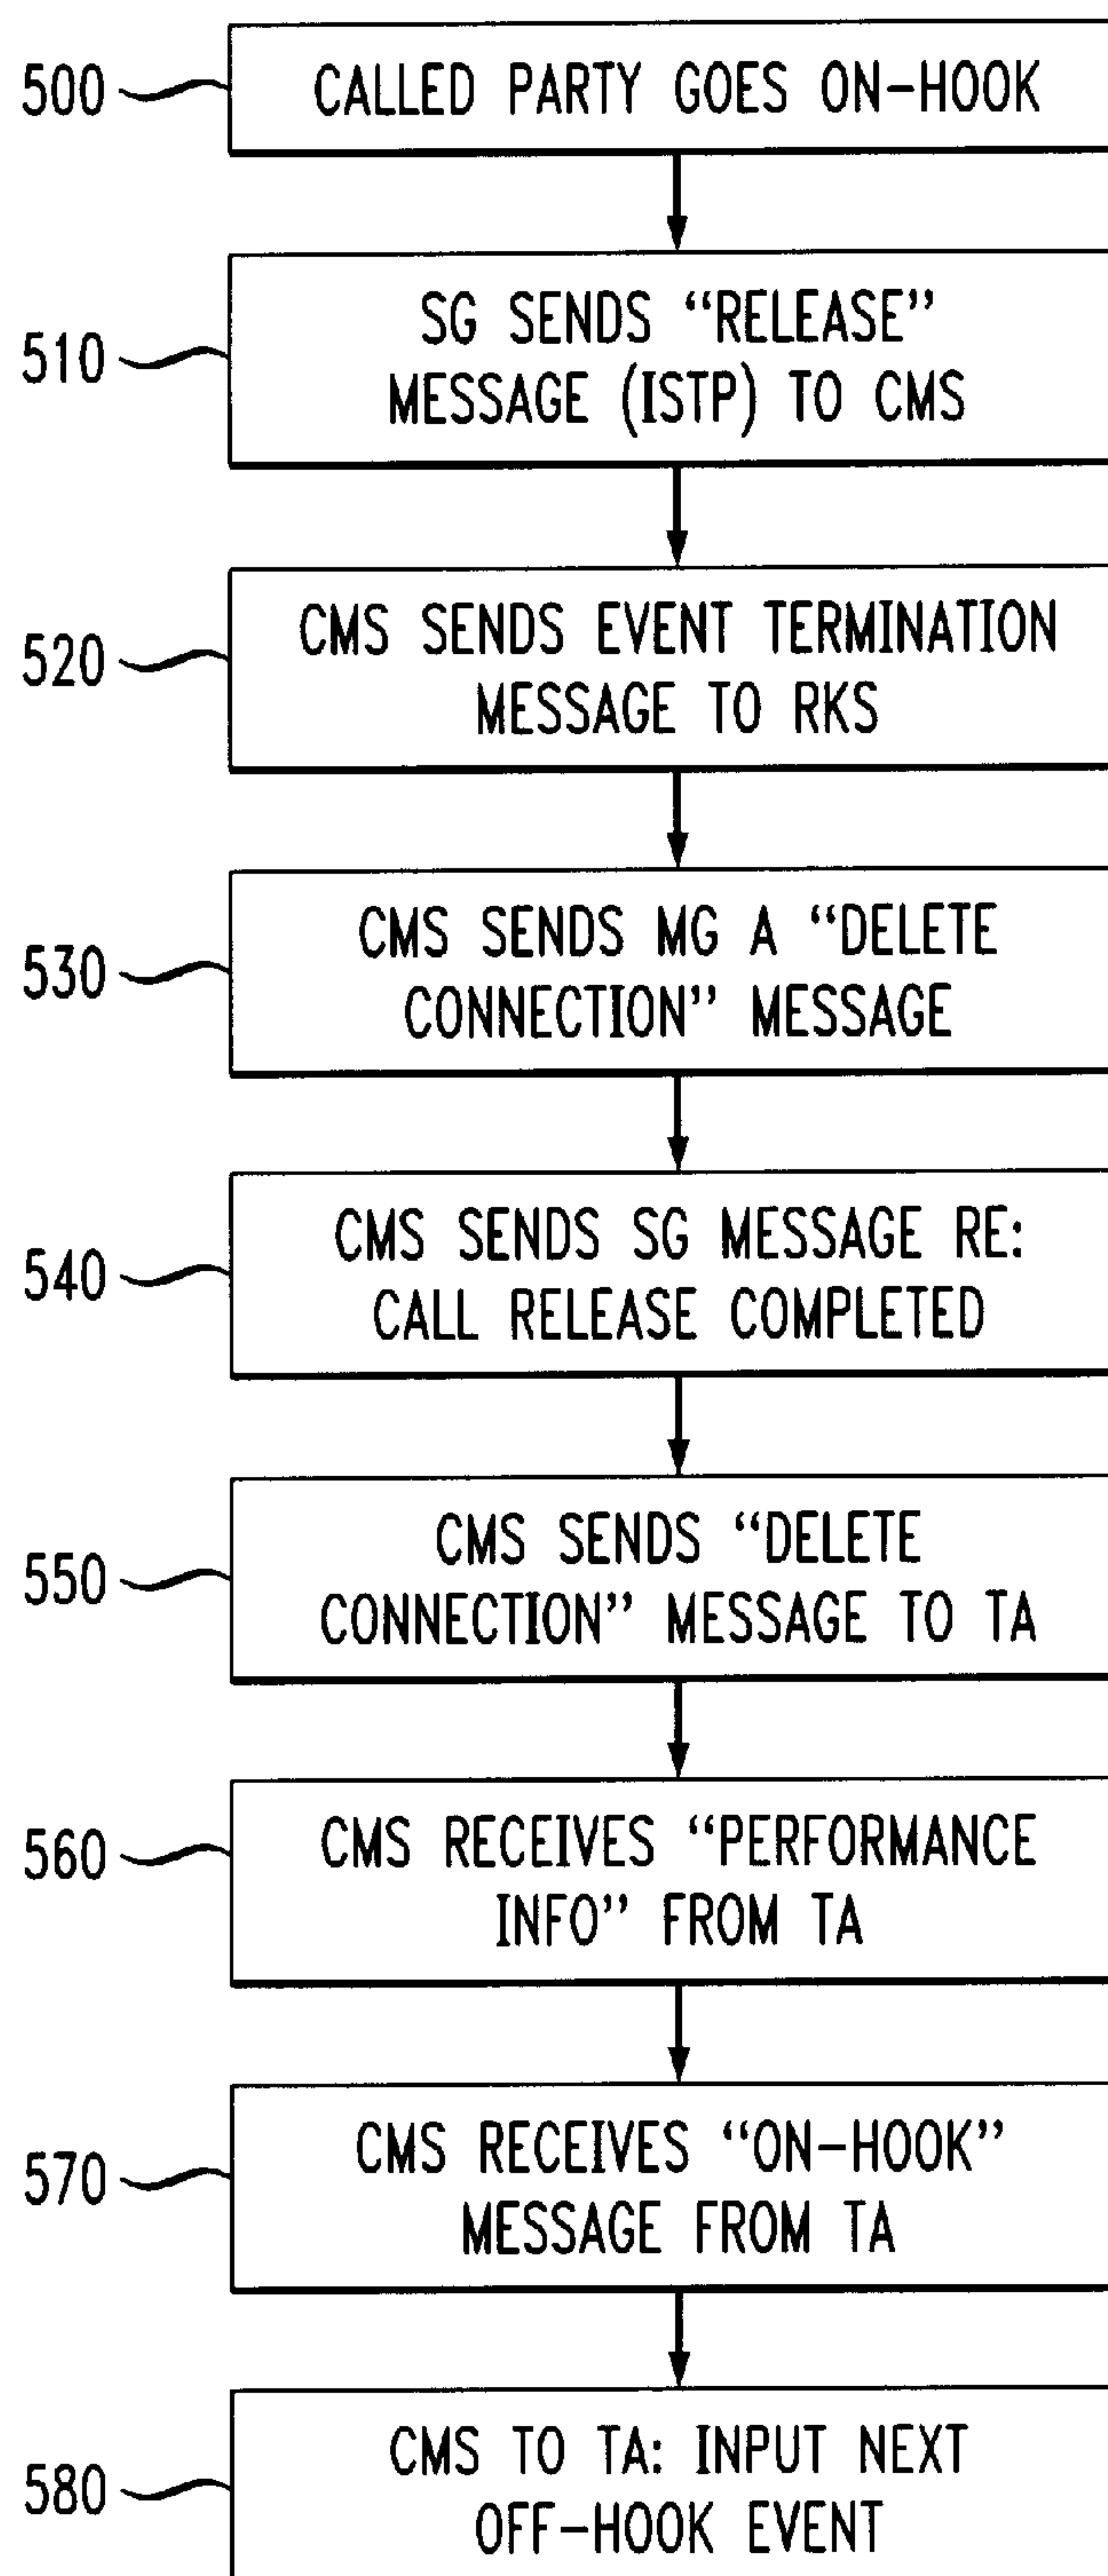 500
CALLED PARTY GOES ON-HOOK
510
SG SENDS “RELEASE”
MESSAGE (ISTP) TO CMS
520
CMS SENDS EVENT TERMINATION
MESSAGE TO RKS
530
CMS SENDS MG A “DELETE
CONNECTION” MESSAGE
540
CMS SENDS SG MESSAGE RE:
CALL RELEASE COMPLETED
550
CMS SENDS “DELETE
CONNECTION” MESSAGE TO TA
560
CMS RECEIVES “PERFORMANCE
INFO” FROM TA
570
CMS RECEIVES “ON-HOOK”
MESSAGE FROM TA
580
CMS TO TA: INPUT NEXT
OFF-HOOK EVENT